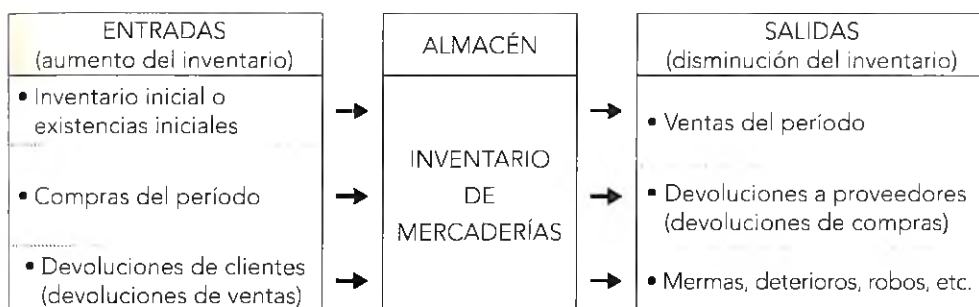 ENTRADAS
(aumento del inventario)
• Inventario inicial o
existencias iniciales
• Compras del período
• Devoluciones de clientes
(devoluciones de ventas)
ALMACÉN
INVENTARIO
DE
MERCADERÍAS
SALIDAS
(disminución del inventario)
• Ventas del período
• Devoluciones a proveedores
(devoluciones de compras)
• Mermas, deterioros, robos, etc.